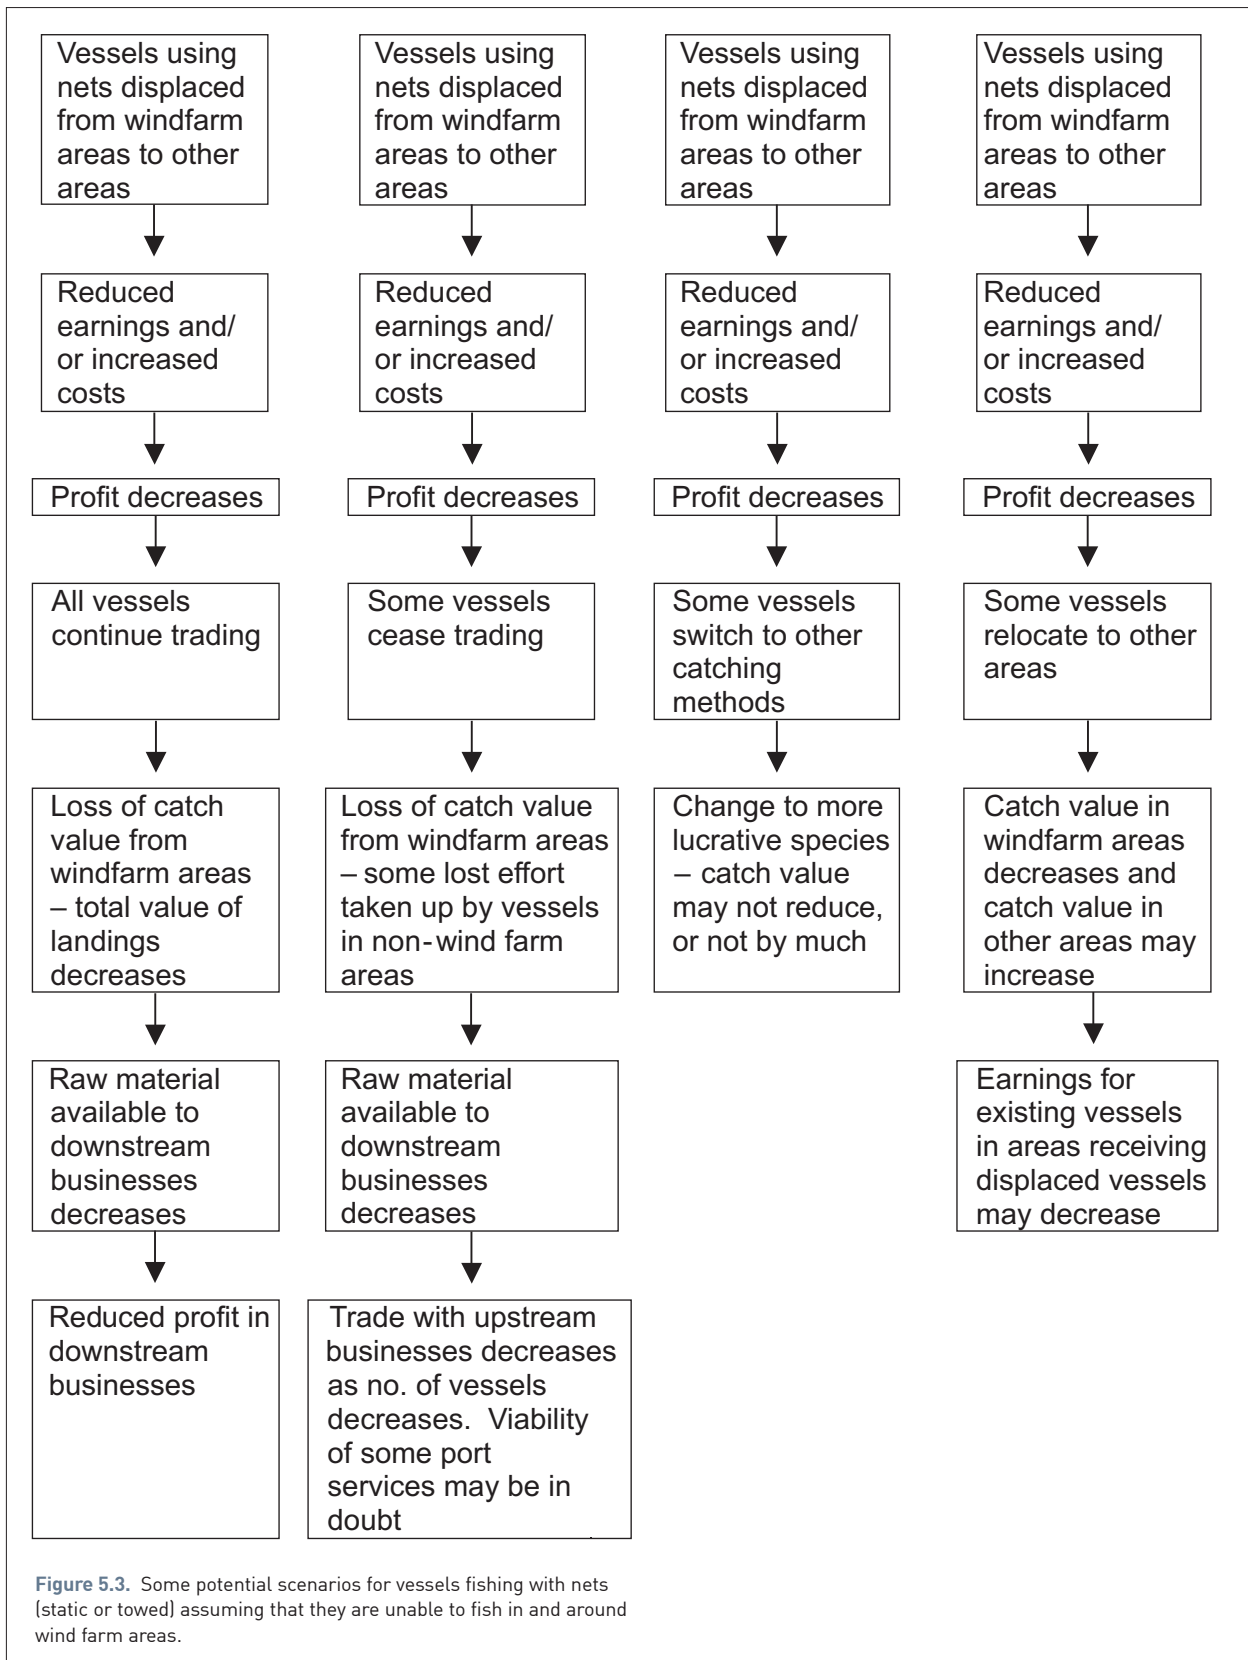 Vessels using
nets displaced
from windfarm
areas to other
areas
Vessels using
nets displaced
from windfarm
areas to other
areas
Vessels using
nets displaced
from windfarm
areas to other
areas
Vessels using
nets displaced
from windfarm
areas to other
areas
Reduced
earnings and/
or increased
costs
Reduced
earnings and/
or increased
costs
Reduced
earnings and/
or increased
costs
Reduced
earnings and/
or increased
costs
Profit decreases
Profit decreases
Profit decreases
Profit decreases
All vessels
continue trading
Some vessels
cease trading
Some vessels
switch to other
catching
methods
Some vessels
relocate to other
areas
Loss of catch
value from
windfarm areas
– total value of
landings
decreases
Loss of catch value
from windfarm areas
– some lost effort
taken up by vessels
in non-wind farm
areas
Change to more
lucrative species
– catch value
may not reduce,
or not by much
Catch value in
windfarm areas
decreases and
catch value in
other areas may
increase
Raw material
available to
downstream
businesses
decreases
Raw material
available to
downstream
businesses
decreases
Earnings for
existing vessels
in areas receiving
displaced vessels
may decrease
Reduced profit in
downstream
businesses
Trade with upstream
businesses decreases
as no. of vessels
decreases. Viability
of some port
services may be in
doubt
Figure 5.3. Some potential scenarios for vessels fishing with nets
(static or towed) assuming that they are unable to fish in and around
wind farm areas.